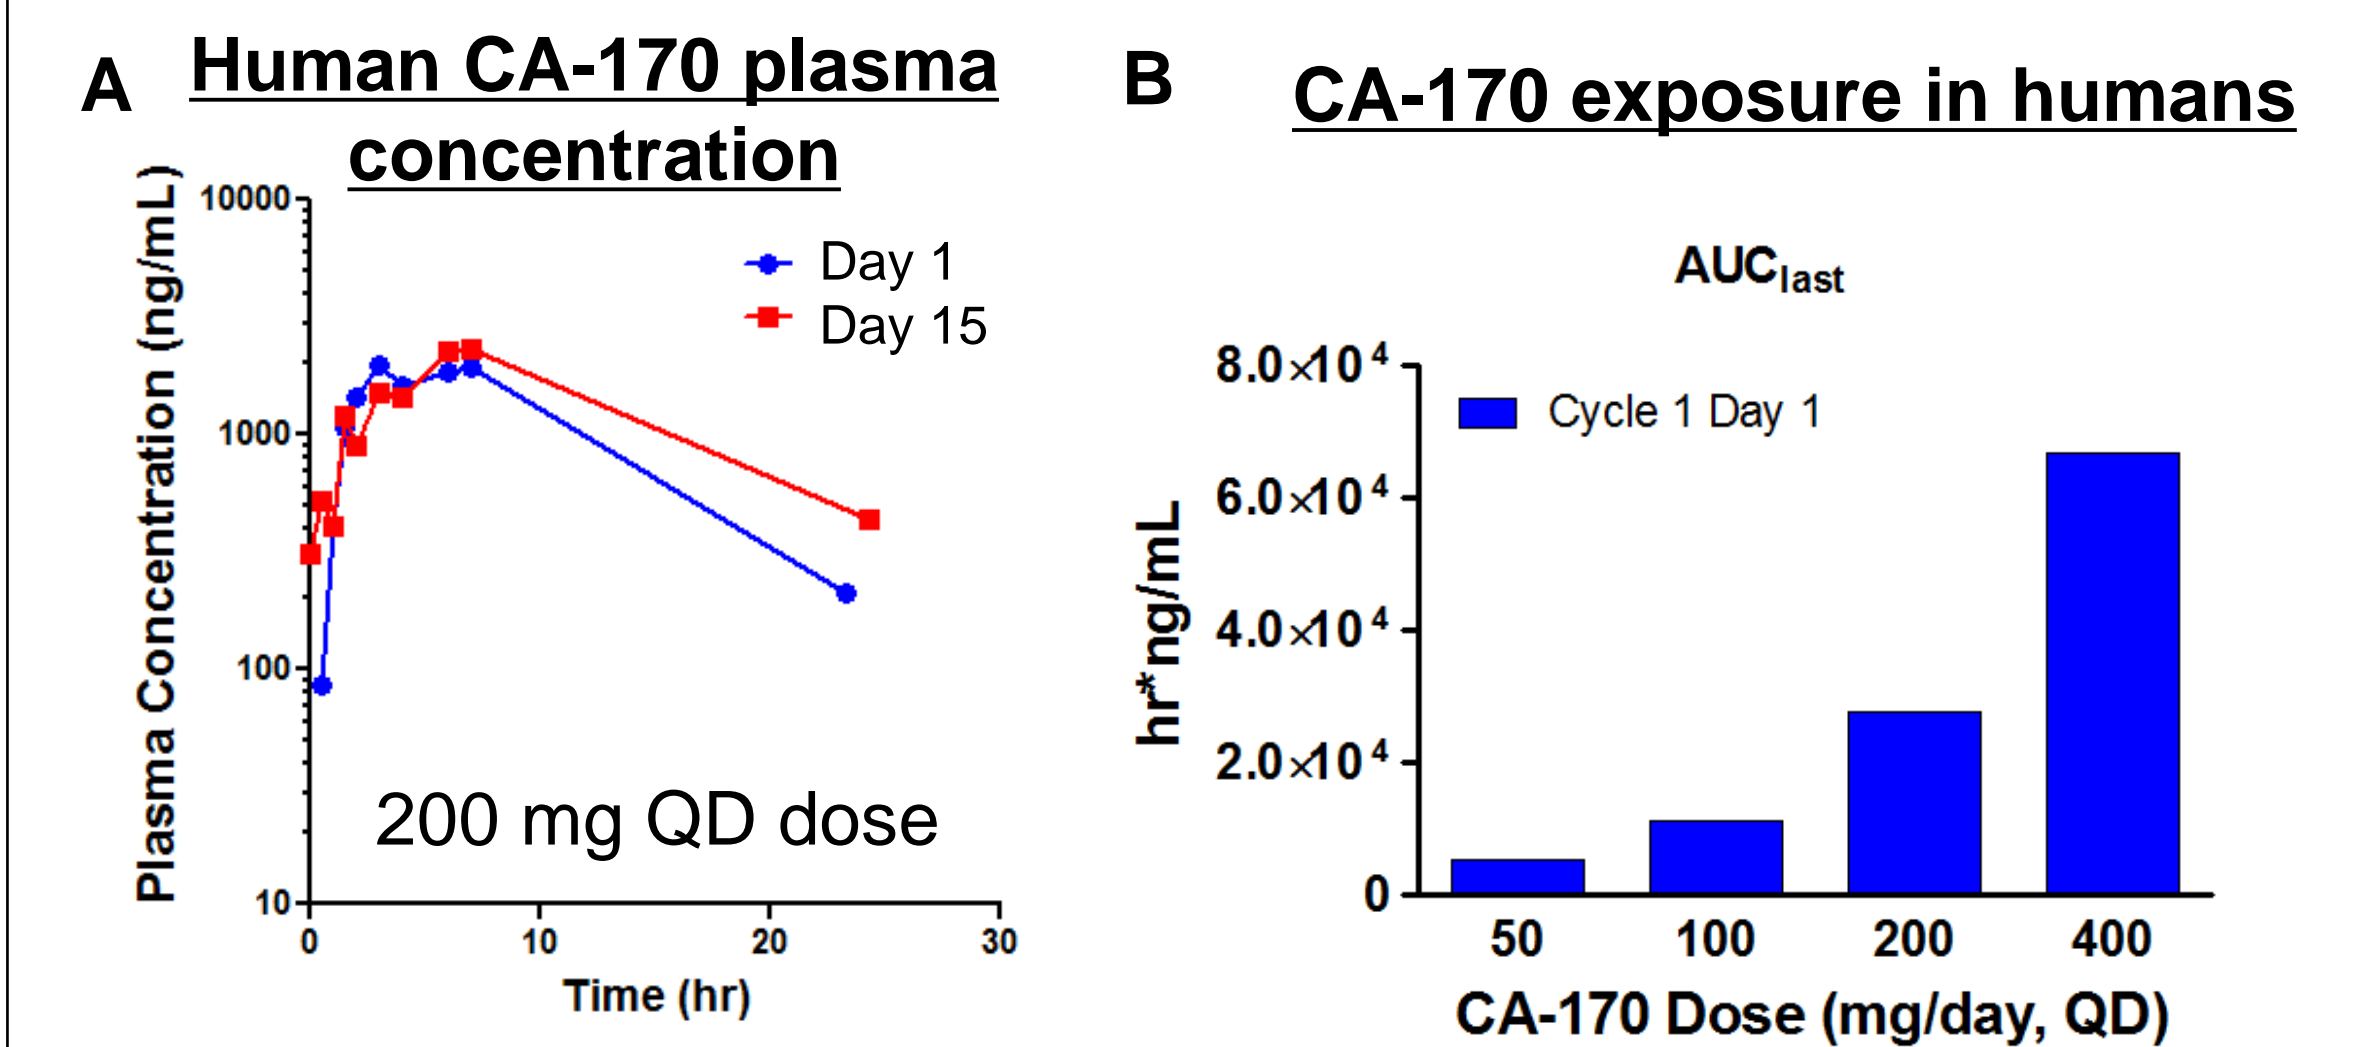 A
Human CA-170 plasma
concentration
Plasma Concentration (ng/mL)
10000
1000
100
10
Day 1
Day 15
200 mg QD dose
0 10 20 30
Time (hr)
B
CA-170 exposure in humans
AUClast
hr*ng/mL
8.0×10⁴
6.0×10⁴
4.0×10⁴
2.0×10⁴
0
Cycle 1 Day 1
50 100 200 400
CA-170 Dose (mg/day, QD)